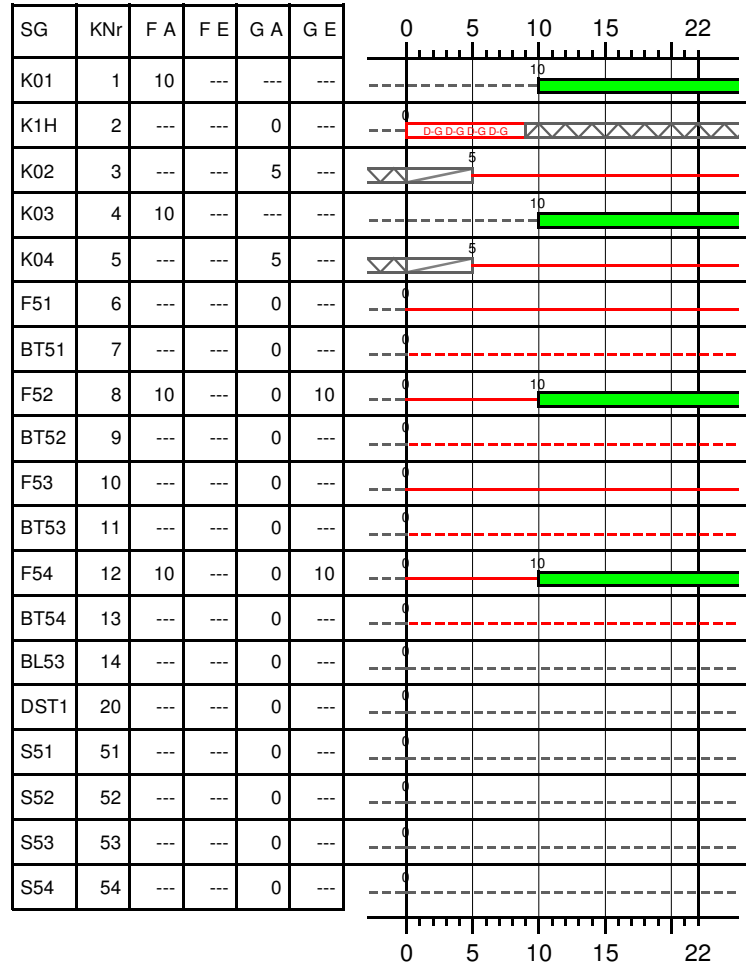 SG KNr F A F E G A G E 0 5 10 15 22
K01 1 10 --- --- --- 10
K1H 2 --- --- 0 --- 0 D-G D-G D-G D-G
K02 3 --- --- 5 --- 5
K03 4 10 --- --- --- 10
K04 5 --- --- 5 --- 5
F51 6 --- --- 0 --- 0
BT51 7 --- --- 0 --- 0
F52 8 10 --- 0 10 0 10
BT52 9 --- --- 0 --- 0
F53 10 --- --- 0 --- 0
BT53 11 --- --- 0 --- 0
F54 12 10 --- 0 10 0 10
BT54 13 --- --- 0 --- 0
BL53 14 --- --- 0 --- 0
DST1 20 --- --- 0 --- 0
S51 51 --- --- 0 --- 0
S52 52 --- --- 0 --- 0
S53 53 --- --- 0 --- 0
S54 54 --- --- 0 --- 0
0 5 10 15 22